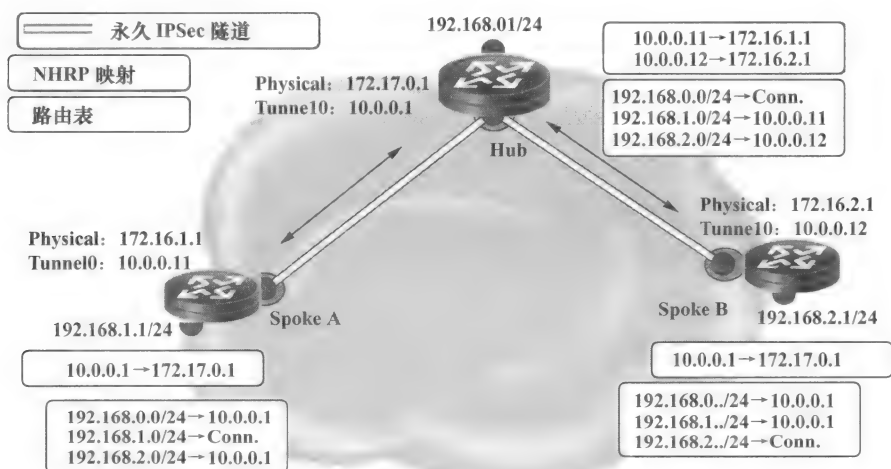 永久 IPSec 隧道
NHRP 映射
路由表
192.168.01/24
Physical：172.17.0.1
Tunne10：10.0.0.1
Hub
10.0.0.11→172.16.1.1
10.0.0.12→172.16.2.1
192.168.0.0/24→Conn.
192.168.1.0/24→10.0.0.11
192.168.2.0/24→10.0.0.12
Physical：172.16.1.1
Tunnel0：10.0.0.11
Spoke A
192.168.1.1/24
10.0.0.1→172.17.0.1
192.168.0.0/24→10.0.0.1
192.168.1.0/24→Conn.
192.168.2.0/24→10.0.0.1
Physical：172.16.2.1
Tunne10：10.0.0.12
Spoke B
192.168.2.1/24
10.0.0.1→172.17.0.1
192.168.0../24→10.0.0.1
192.168.1../24→10.0.0.1
192.168.2../24→Conn.